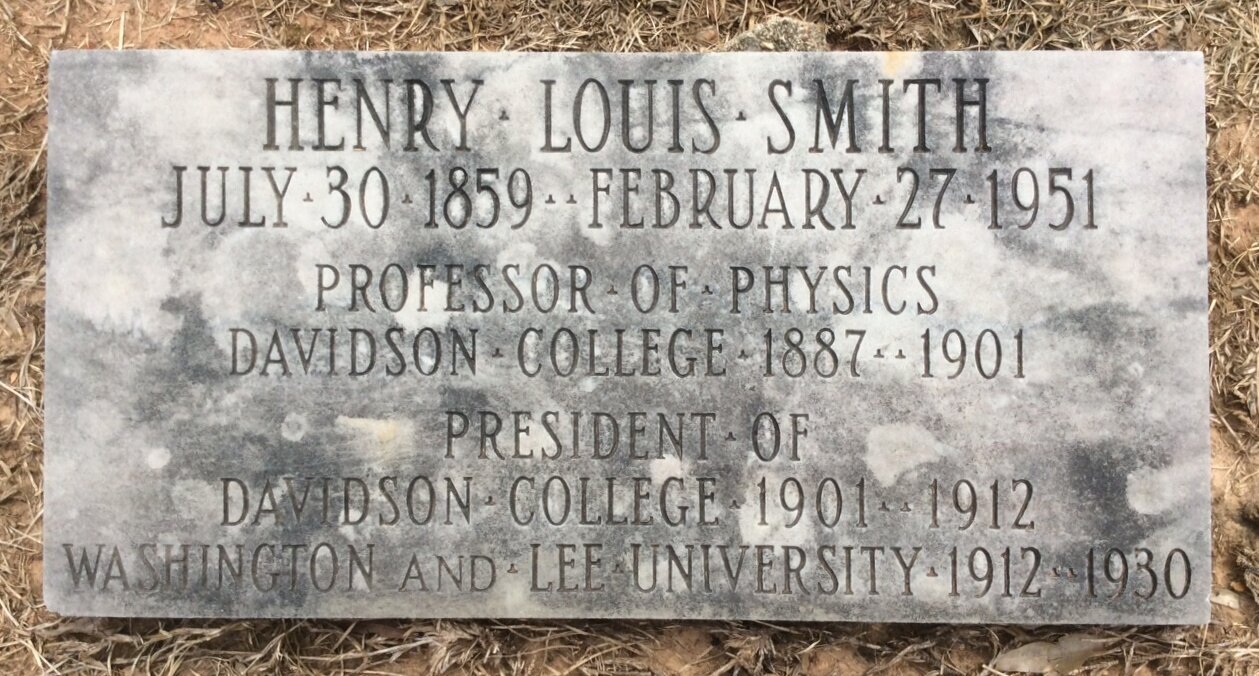 HENRY · LOUIS · SMITH
JULY · 30 · 1859 · · FEBRUARY · 27 · 1951
PROFESSOR · OF · PHYSICS
DAVIDSON · COLLEGE · 1887 · · 1901
PRESIDENT · OF
DAVIDSON · COLLEGE · 1901 · · 1912
WASHINGTON AND · LEE · UNIVERSITY · 1912 · · 1930